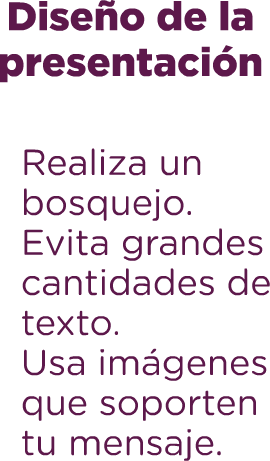 Diseño de la
presentación
Realiza un
bosquejo.
Evita grandes
cantidades de
texto.
Usa imágenes
que soporten
tu mensaje.